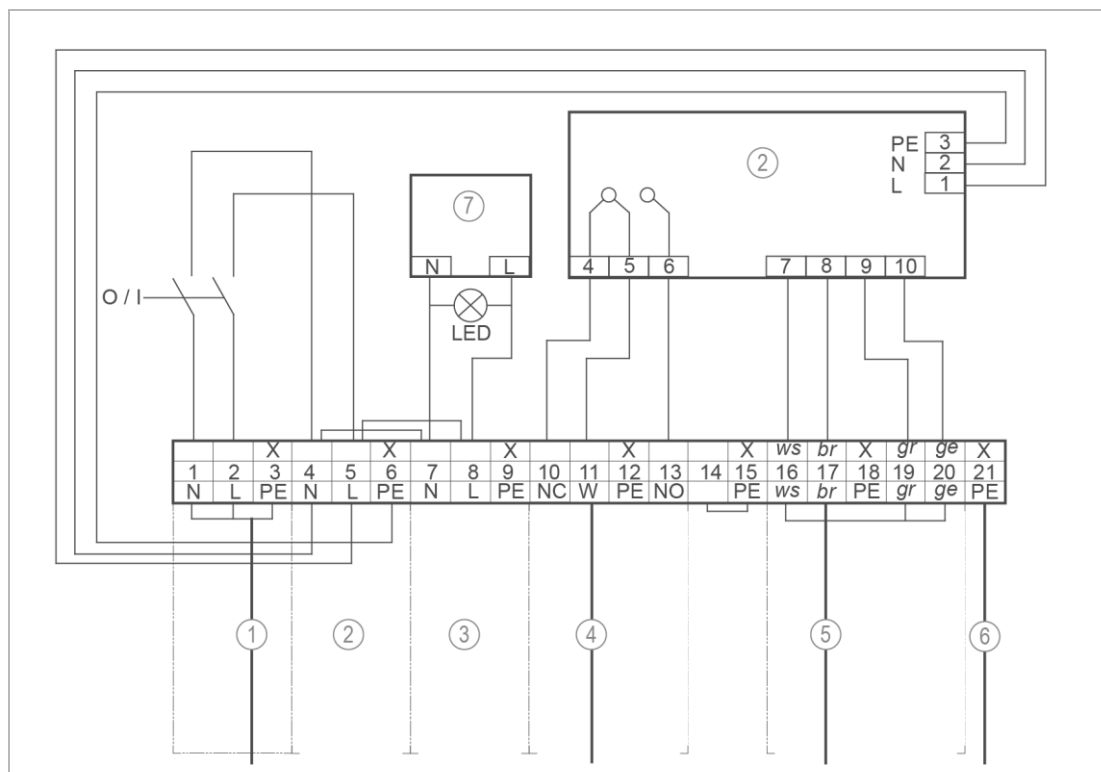 PE 3
N 2
L 1
2
7
N L
4 5 6 7 8 9 10
O / I
LED
X X X X X ws br X gr ge X
1 2 3 4 5 6 7 8 9 10 11 12 13 14 15 16 17 18 19 20 21
N L PE N L PE N L PE NC W PE NO PE ws br PE gr ge PE
1 2 3 4 5 6